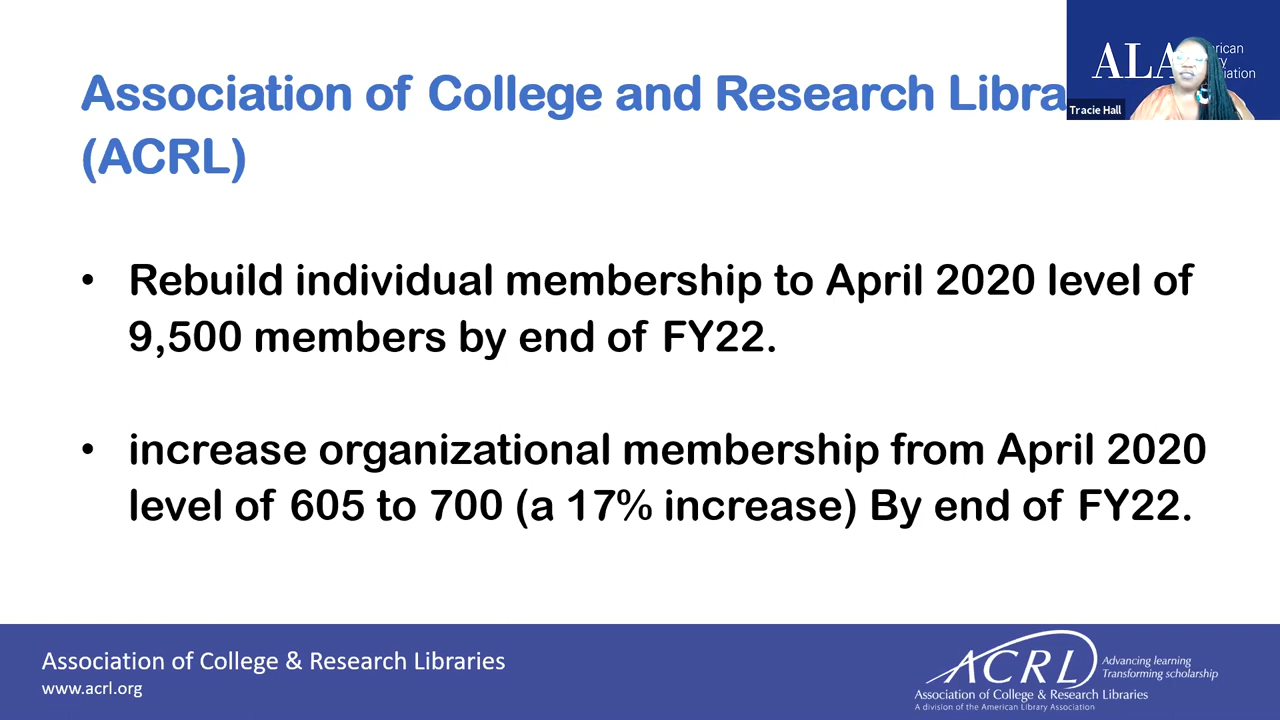 Association of College and Research Libra
(ACRL)
ALA
erican
y
ociation
Tracie Hall
• Rebuild individual membership to April 2020 level of
9,500 members by end of FY22.
• increase organizational membership from April 2020
level of 605 to 700 (a 17% increase) By end of FY22.
Association of College & Research Libraries
www.acrl.org
ACRL
Advancing learning
Transforming scholarship
Association of College & Research Libraries
A division of the American Library Association